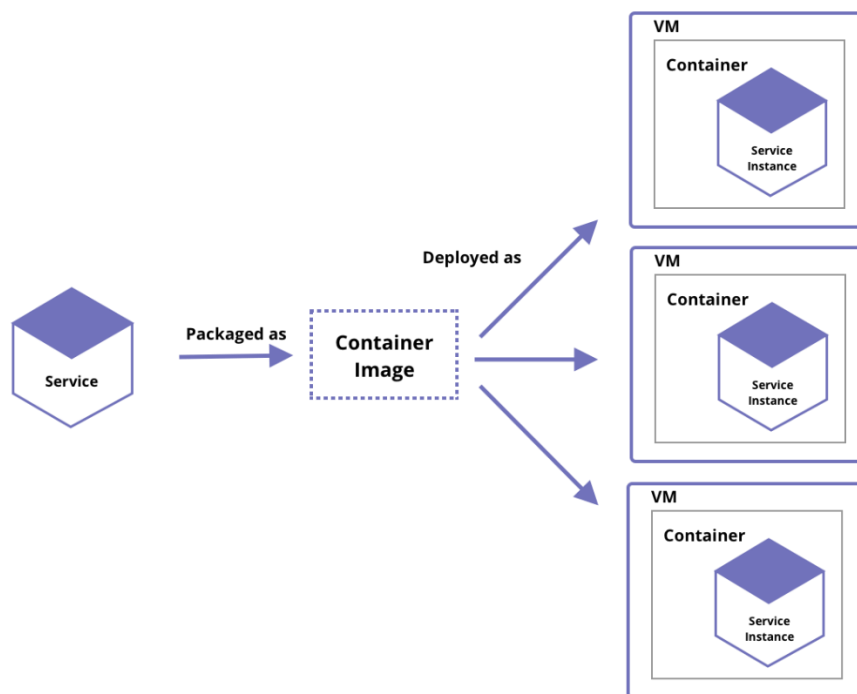 VM
Container
Service
Instance
Deployed as
VM
Container
Packaged as
Container
Image
Service
Service
Instance
VM
Container
Service
Instance